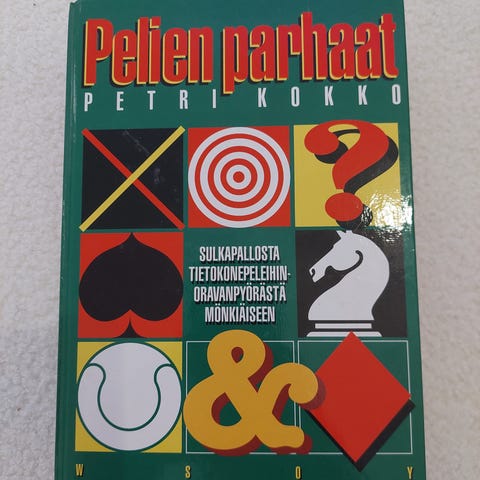 Pelien parhaat
PETRI KOKKO
?
SULKAPALLOSTA
TIETOKONEPELEIHIN-
ORAVANPYÖRÄSTÄ
MÖNKIÄISEEN
&
WSOY